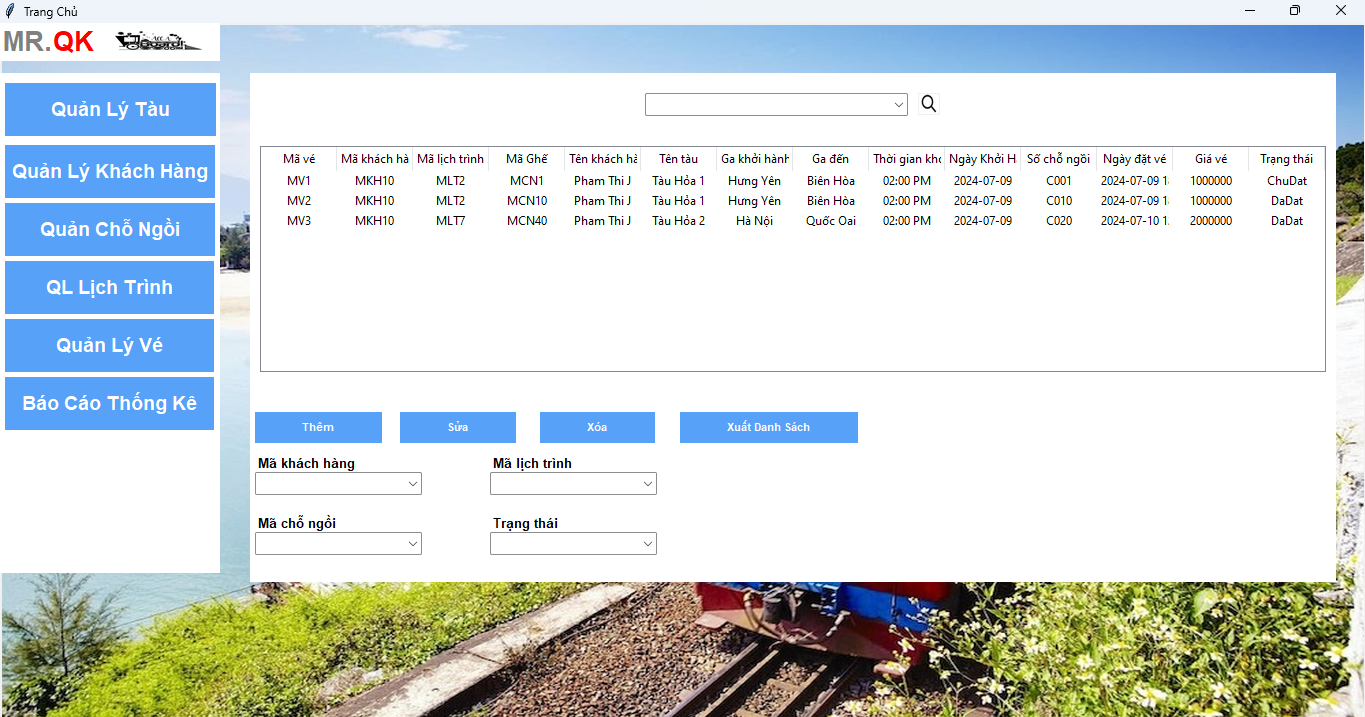 Trang Chủ
MR.QK
Quản Lý Tàu
Quản Lý Khách Hàng
Quản Chỗ Ngồi
QL Lịch Trình
Quản Lý Vé
Báo Cáo Thống Kê
Mã vé Mã khách hà Mã lịch trình Mã Ghế Tên khách hà Tên tàu Ga khởi hành Ga đến Thời gian khở Ngày Khởi H Số chỗ ngồi Ngày đặt vé Giá vé Trạng thái
MV1 MKH10 MLT2 MCN1 Pham Thi J Tàu Hỏa 1 Hưng Yên Biên Hòa 02:00 PM 2024-07-09 C001 2024-07-09 1 1000000 ChuDat
MV2 MKH10 MLT2 MCN10 Pham Thi J Tàu Hỏa 1 Hưng Yên Biên Hòa 02:00 PM 2024-07-09 C010 2024-07-09 1 1000000 DaDat
MV3 MKH10 MLT7 MCN40 Pham Thi J Tàu Hỏa 2 Hà Nội Quốc Oai 02:00 PM 2024-07-09 C020 2024-07-10 1 2000000 DaDat
Thêm Sửa Xóa Xuất Danh Sách
Mã khách hàng Mã lịch trình
Mã chỗ ngồi Trạng thái